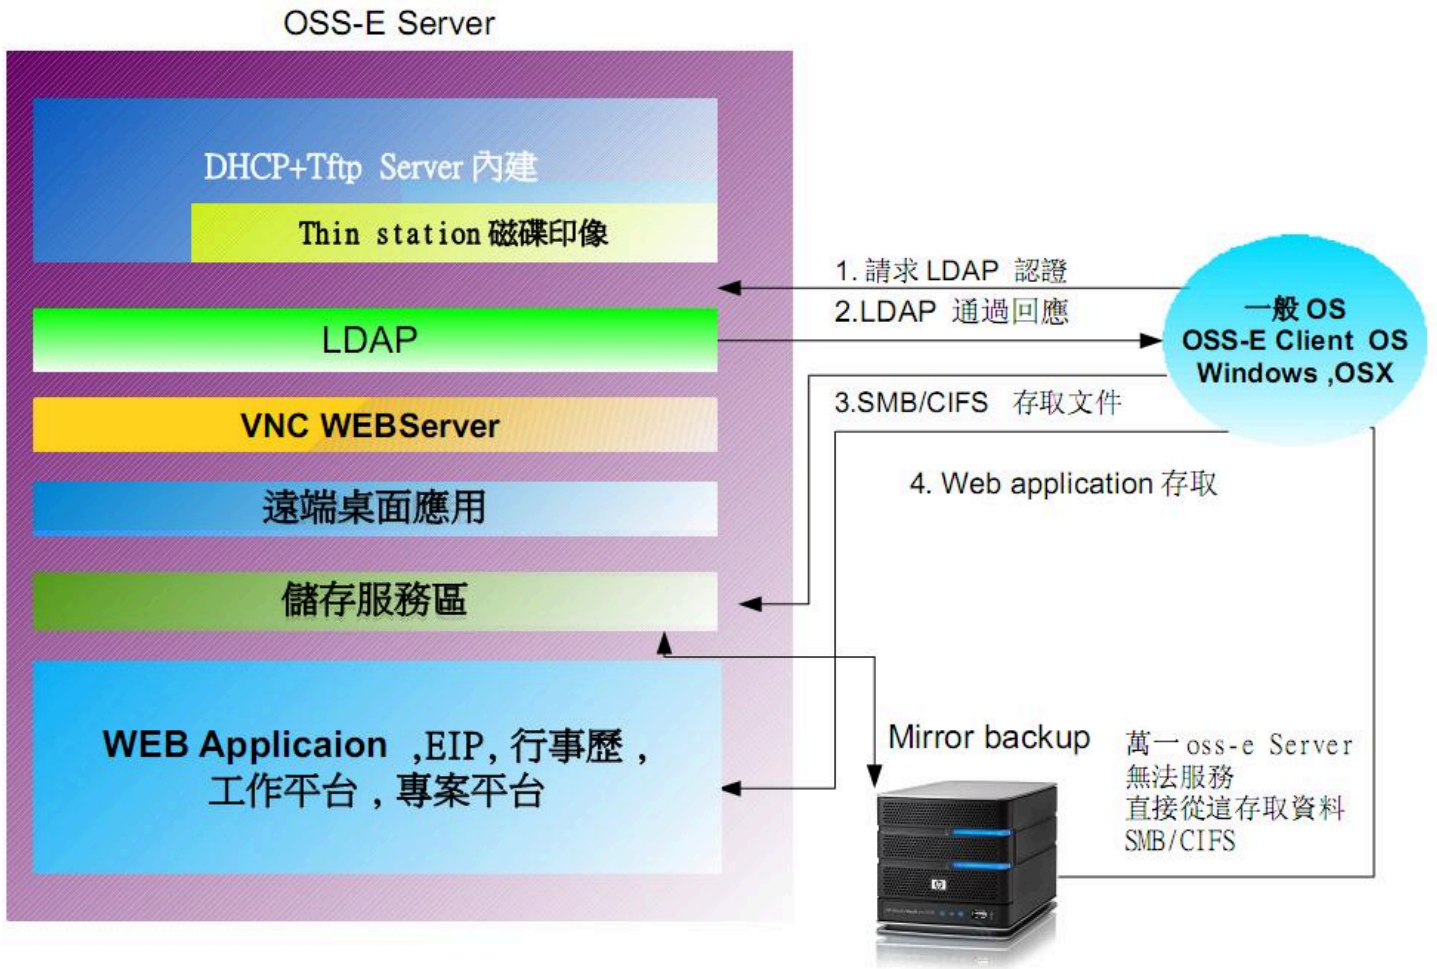 OSS-E Server
DHCP+Tftp Server 內建
Thin station 磁碟印像
LDAP
VNC WEBServer
遠端桌面應用
儲存服務區
WEB Applicaion ,EIP, 行事歷 ,
工作平台 , 專案平台
1. 請求 LDAP 認證
2.LDAP 通過回應
一般 OS
OSS-E Client OS
Windows ,OSX
3.SMB/CIFS 存取文件
4. Web application 存取
Mirror backup
萬一 oss-e Server
無法服務
直接從這存取資料
SMB/CIFS
hp